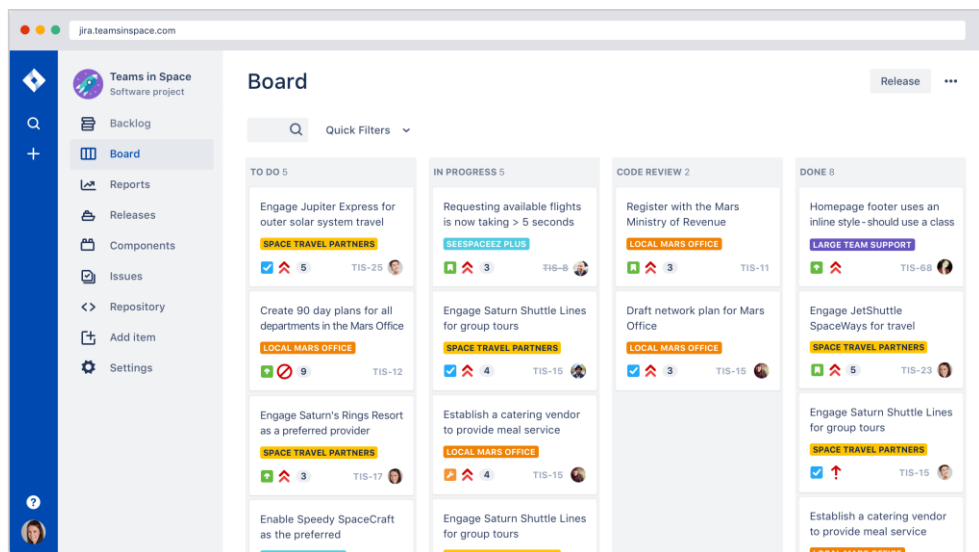 jira.teamsinspace.com
Teams in Space
Software project
Backlog
Board
Reports
Releases
Components
Issues
Repository
Add item
Settings
?
Board
Release
Quick Filters
TO DO 5
Engage Jupiter Express for
outer solar system travel
SPACE TRAVEL PARTNERS
5 TIS-25
Create 90 day plans for all
departments in the Mars Office
LOCAL MARS OFFICE
9 TIS-12
Engage Saturn's Rings Resort
as a preferred provider
SPACE TRAVEL PARTNERS
3 TIS-17
Enable Speedy SpaceCraft
as the preferred
IN PROGRESS 5
Requesting available flights
is now taking > 5 seconds
SEESPACEEZ PLUS
3 TIS-8
Engage Saturn Shuttle Lines
for group tours
SPACE TRAVEL PARTNERS
4 TIS-15
Establish a catering vendor
to provide meal service
LOCAL MARS OFFICE
4 TIS-15
Engage Saturn Shuttle Lines
for group tours
CODE REVIEW 2
Register with the Mars
Ministry of Revenue
LOCAL MARS OFFICE
3 TIS-11
Draft network plan for Mars
Office
LOCAL MARS OFFICE
3 TIS-15
DONE 8
Homepage footer uses an
inline style - should use a class
LARGE TEAM SUPPORT
TIS-68
Engage JetShuttle
SpaceWays for travel
SPACE TRAVEL PARTNERS
5 TIS-23
Engage Saturn Shuttle Lines
for group tours
SPACE TRAVEL PARTNERS
TIS-15
Establish a catering vendor
to provide meal service
LOCAL MARS OFFICE